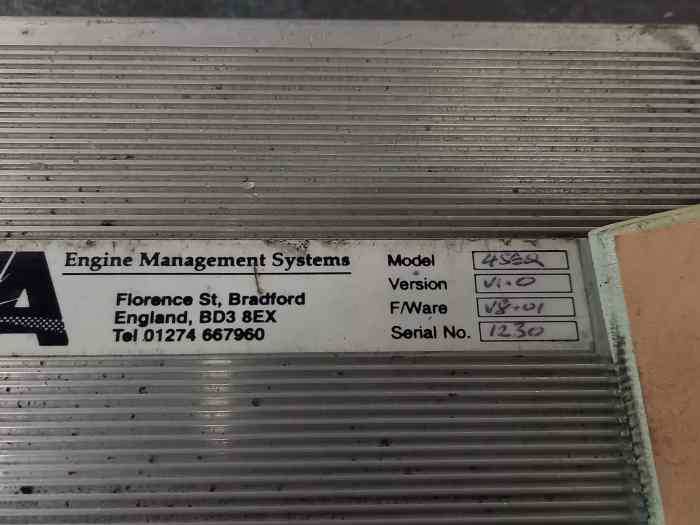 Engine Management Systems
Florence St, Bradford
England, BD3 8EX
Tel 01274 667960
Model 4SEQ
Version V1.0
F/Ware V8.01
Serial No. 1230